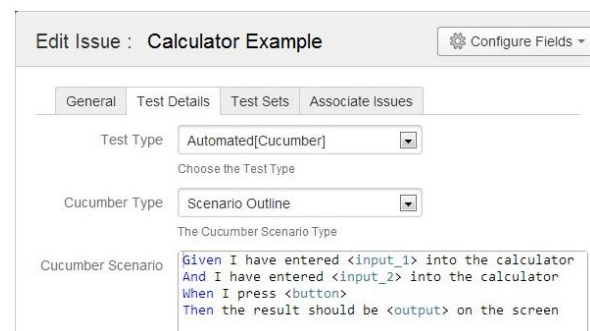 Edit Issue : Calculator Example
Configure Fields
General Test Details Test Sets Associate Issues
Test Type Automated[Cucumber]
Choose the Test Type
Cucumber Type Scenario Outline
The Cucumber Scenario Type
Cucumber Scenario Given I have entered <input_1> into the calculator
And I have entered <input_2> into the calculator
When I press <button>
Then the result should be <output> on the screen